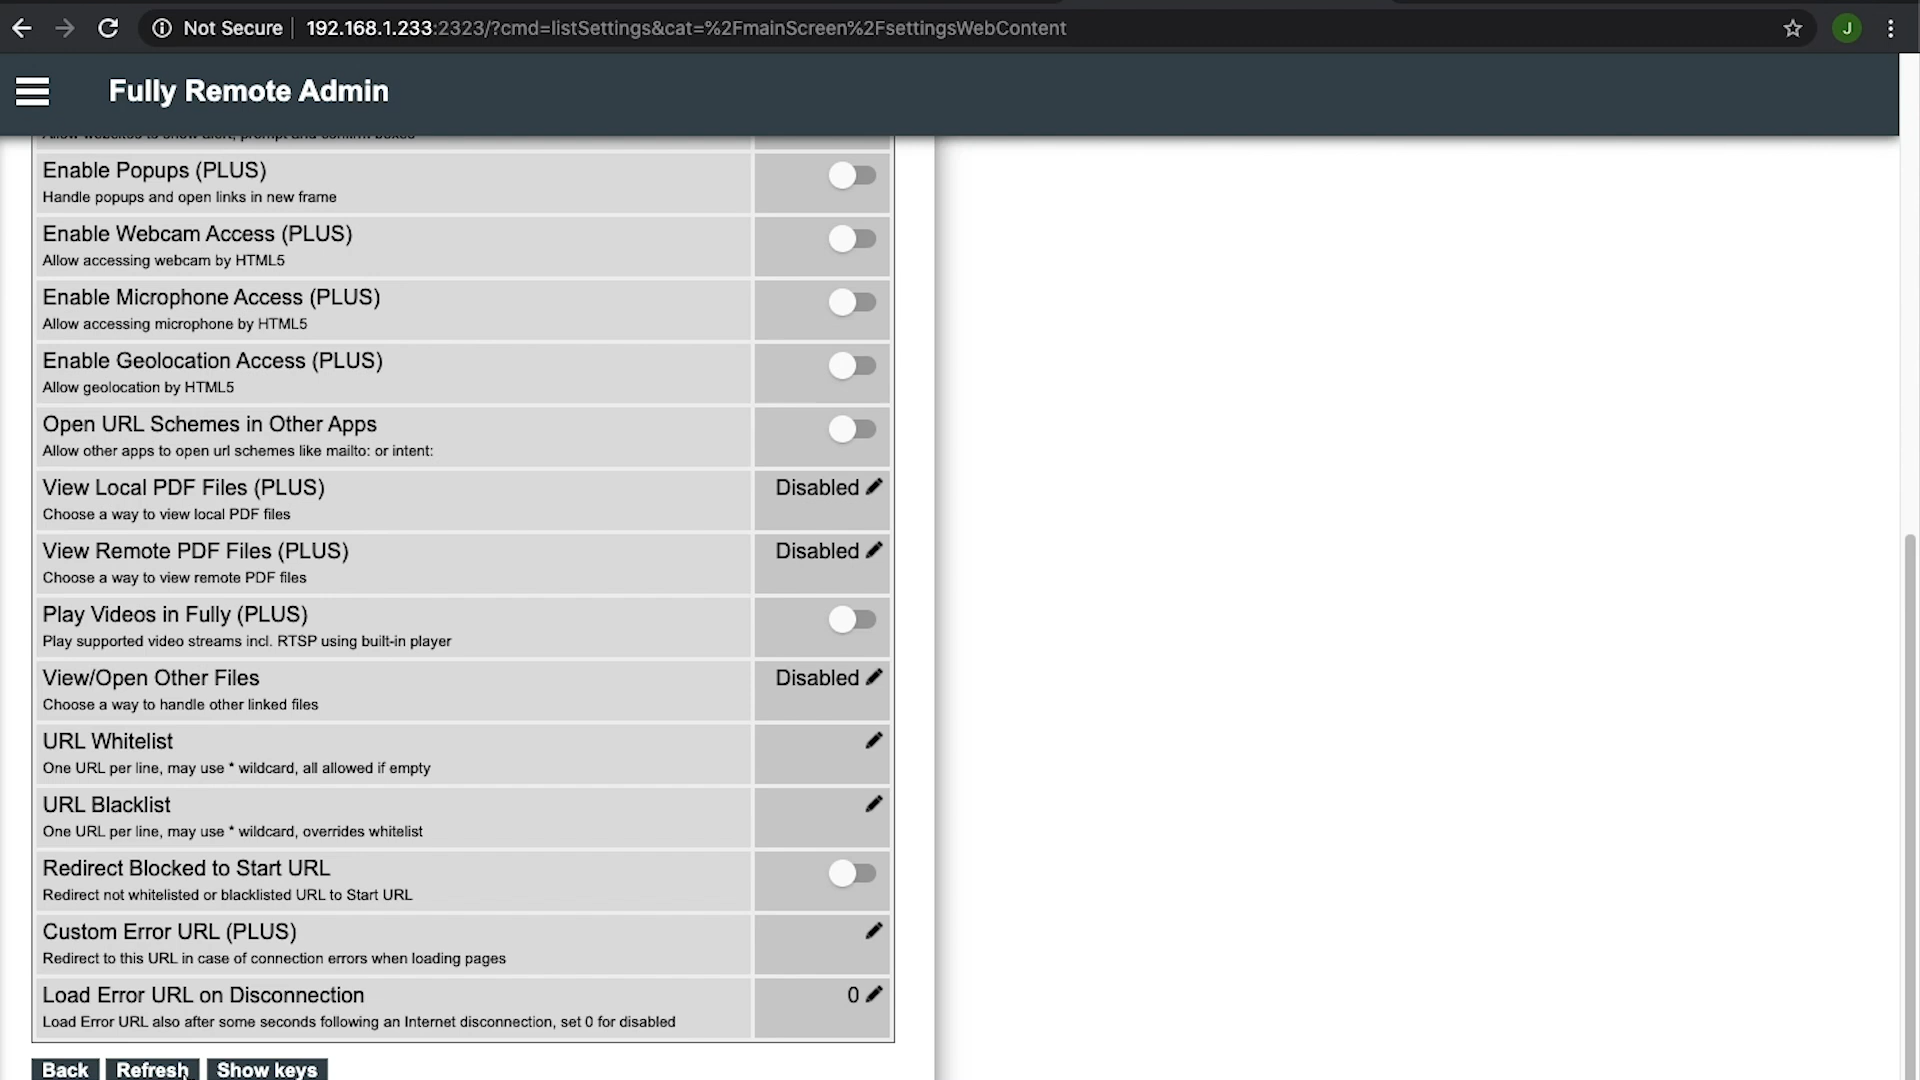 Not Secure
192.168.1.233:2323/?cmd=listSettings&cat=%2FmainScreen%2FsettingsWebContent
J
Fully Remote Admin
Allow websites to show alert, prompt and confirm boxes
Enable Popups (PLUS)
Handle popups and open links in new frame
Enable Webcam Access (PLUS)
Allow accessing webcam by HTML5
Enable Microphone Access (PLUS)
Allow accessing microphone by HTML5
Enable Geolocation Access (PLUS)
Allow geolocation by HTML5
Open URL Schemes in Other Apps
Allow other apps to open url schemes like mailto: or intent:
View Local PDF Files (PLUS)
Disabled
Choose a way to view local PDF files
View Remote PDF Files (PLUS)
Disabled
Choose a way to view remote PDF files
Play Videos in Fully (PLUS)
Play supported video streams incl. RTSP using built-in player
View/Open Other Files
Disabled
Choose a way to handle other linked files
URL Whitelist
One URL per line, may use * wildcard, all allowed if empty
URL Blacklist
One URL per line, may use * wildcard, overrides whitelist
Redirect Blocked to Start URL
Redirect not whitelisted or blacklisted URL to Start URL
Custom Error URL (PLUS)
Redirect to this URL in case of connection errors when loading pages
Load Error URL on Disconnection
0
Load Error URL also after some seconds following an Internet disconnection, set 0 for disabled
Back
Refresh
Show keys